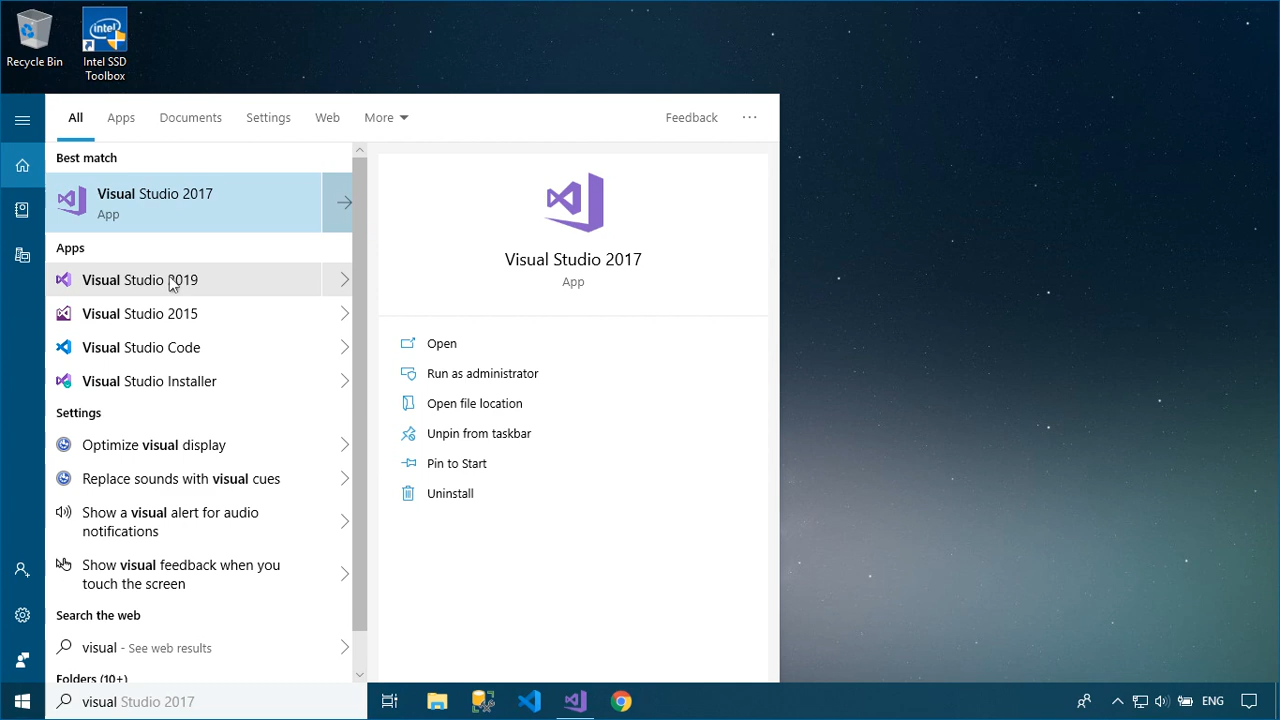 Recycle Bin
Intel SSD
Toolbox
intel
All
Apps
Documents
Settings
Web
More
Feedback
Best match
Visual Studio 2017
App
Apps
Visual Studio 2019
Visual Studio 2015
Visual Studio Code
Visual Studio Installer
Settings
Optimize visual display
Replace sounds with visual cues
Show a visual alert for audio
notifications
Show visual feedback when you
touch the screen
Search the web
visual - See web results
Folders (10+)
Visual Studio 2017
App
Open
Run as administrator
Open file location
Unpin from taskbar
Pin to Start
Uninstall
visual Studio 2017
ENG